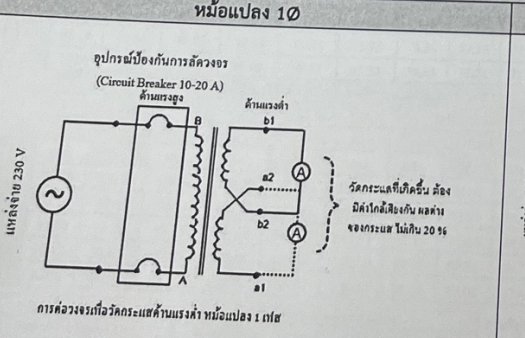 หม้อแปลง 1Ø
อุปกรณ์ป้องกันการลัดวงจร
(Circuit Breaker 10-20 A)
ด้านแรงสูง
ด้านแรงต่ำ
B
b1
A
a2
แหล่งจ่าย 230 V
วัดกระแสที่เกิดขึ้น ต้อง
มีค่าใกล้เคียงกัน ผลต่าง
ของกระแส ไม่เกิน 20 %
b2
A
A
a1
การต่อวงจรเพื่อวัดกระแสด้านแรงต่ำ หม้อแปลง 1 เฟส